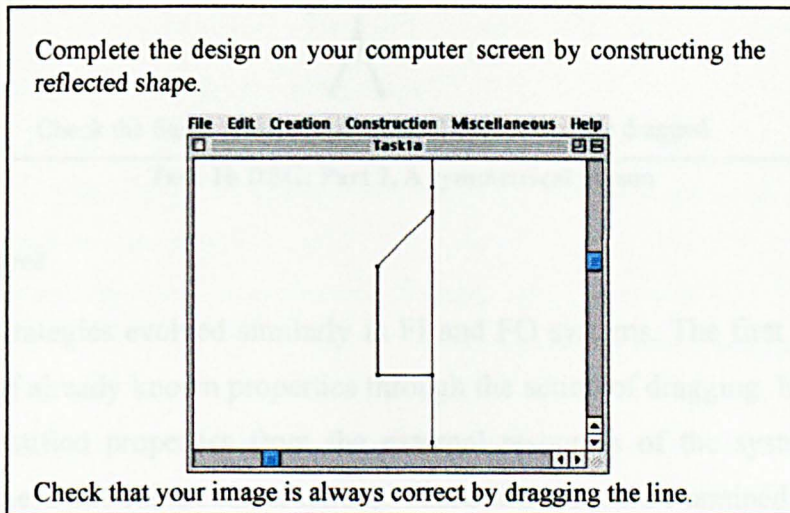 Complete the design on your computer screen by constructing the
reflected shape.
File Edit Creation Construction Miscellaneous Help
Task1a
Check that your image is always correct by dragging the line.